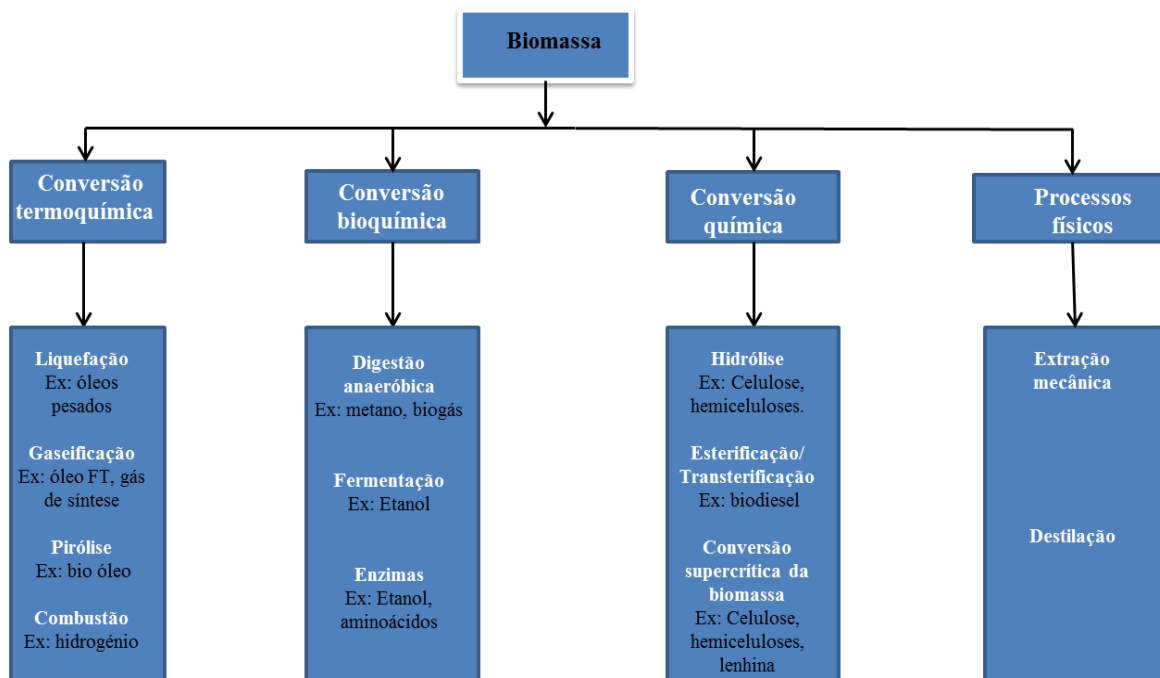 Biomassa
Conversão
termoquímica
Conversão
bioquímica
Conversão
química
Processos
físicos
Liquefação
Ex: óleos
pesados
Gaseificação
Ex: óleo FT, gás
de síntese
Pirólise
Ex: bio óleo
Combustão
Ex: hidrogénio
Digestão
anaeróbica
Ex: metano, biogás
Fermentação
Ex: Etanol
Enzimas
Ex: Etanol,
aminoácidos
Hidrólise
Ex: Celulose,
hemiceluloses.
Esterificação/
Transterificação
Ex: biodiesel
Conversão
supercrítica da
biomassa
Ex: Celulose,
hemiceluloses,
lenhina
Extração
mecânica
Destilação